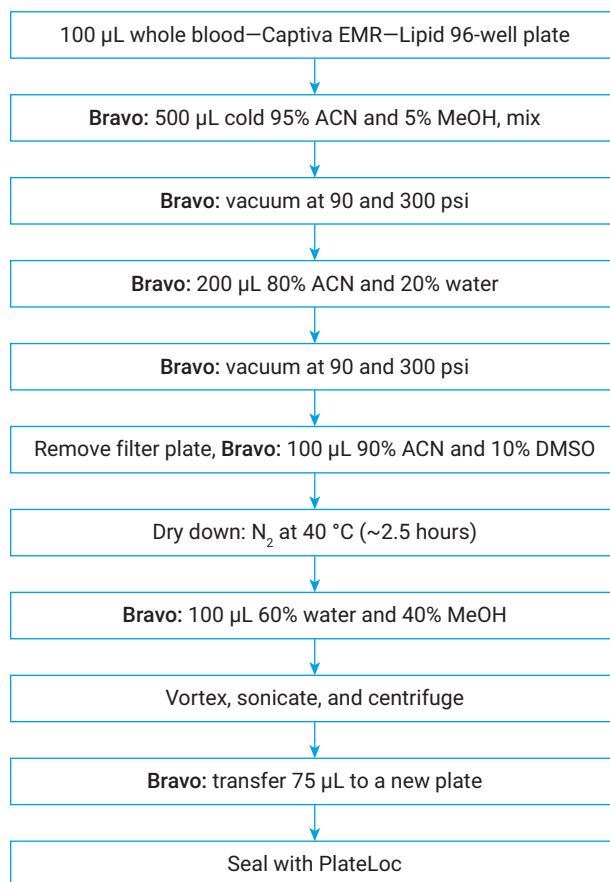 100 µL whole blood—Captiva EMR—Lipid 96-well plate
Bravo: 500 µL cold 95% ACN and 5% MeOH, mix
Bravo: vacuum at 90 and 300 psi
Bravo: 200 µL 80% ACN and 20% water
Bravo: vacuum at 90 and 300 psi
Remove filter plate, Bravo: 100 µL 90% ACN and 10% DMSO
Dry down: N₂ at 40 °C (~2.5 hours)
Bravo: 100 µL 60% water and 40% MeOH
Vortex, sonicate, and centrifuge
Bravo: transfer 75 µL to a new plate
Seal with PlateLoc